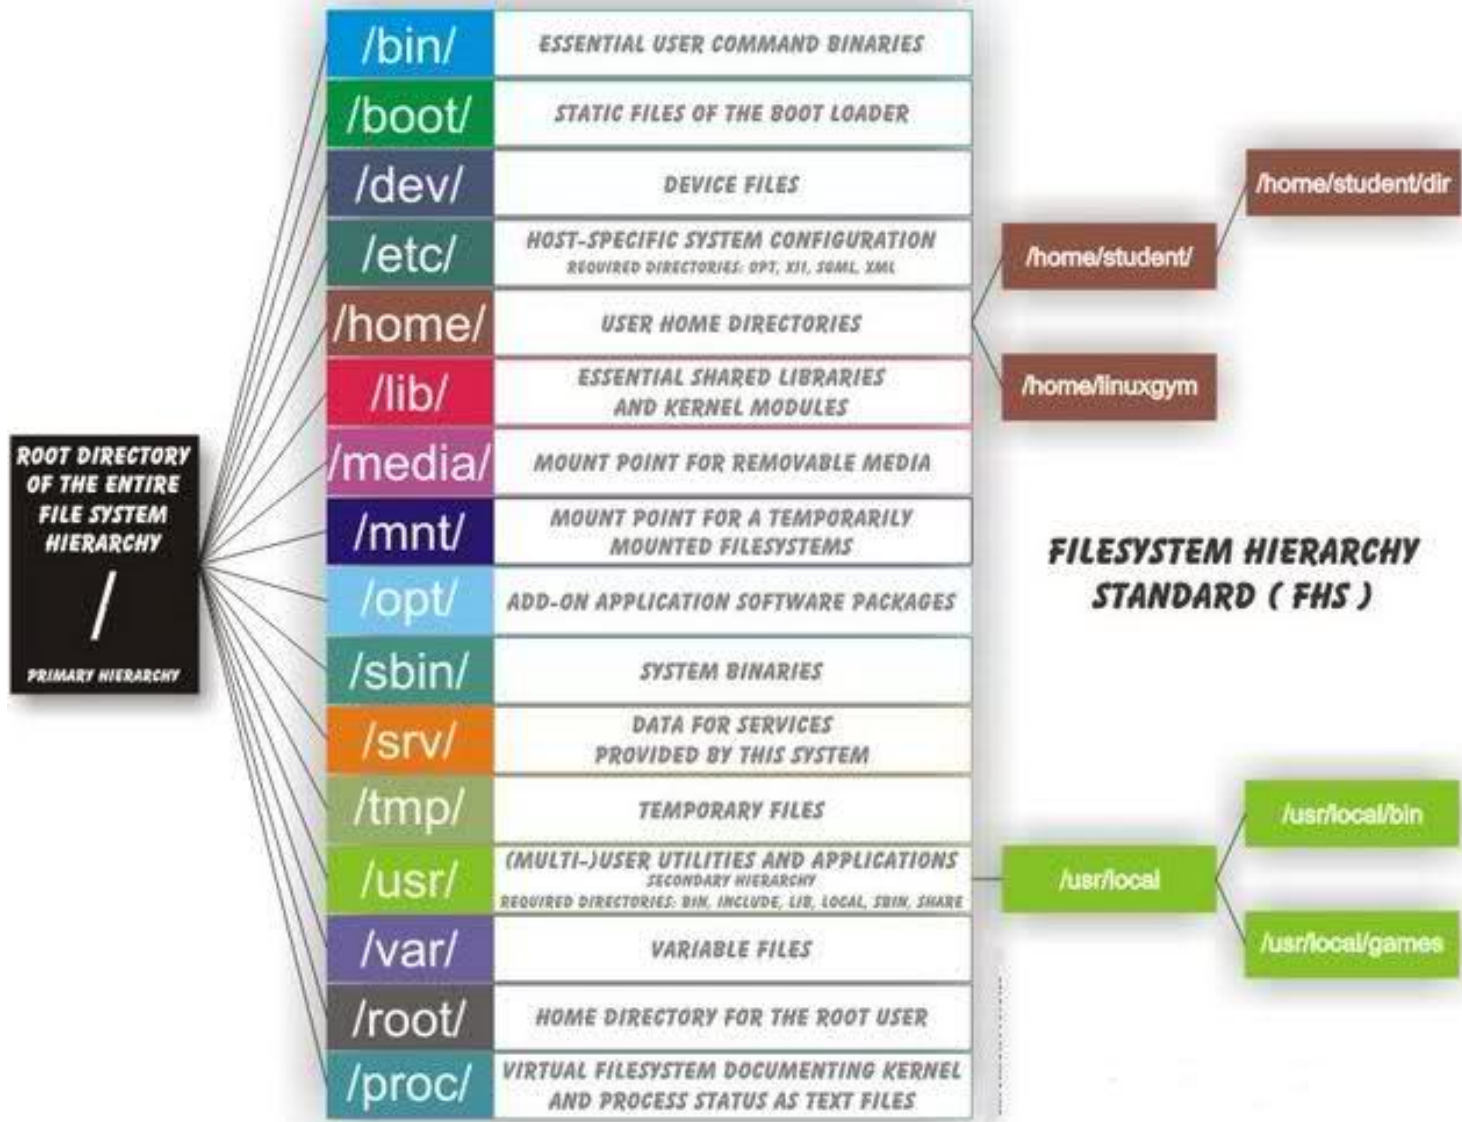 ROOT DIRECTORY
OF THE ENTIRE
FILE SYSTEM
HIERARCHY
/
PRIMARY HIERARCHY
/bin/
ESSENTIAL USER COMMAND BINARIES
/boot/
STATIC FILES OF THE BOOT LOADER
/dev/
DEVICE FILES
/etc/
HOST-SPECIFIC SYSTEM CONFIGURATION
REQUIRED DIRECTORIES: OPT, XII, SGML, XML
/home/
USER HOME DIRECTORIES
/home/student/
/home/student/dir
/home/linuxgym
/lib/
ESSENTIAL SHARED LIBRARIES
AND KERNEL MODULES
/media/
MOUNT POINT FOR REMOVABLE MEDIA
/mnt/
MOUNT POINT FOR A TEMPORARILY
MOUNTED FILESYSTEMS
/opt/
ADD-ON APPLICATION SOFTWARE PACKAGES
/sbin/
SYSTEM BINARIES
/srv/
DATA FOR SERVICES
PROVIDED BY THIS SYSTEM
/tmp/
TEMPORARY FILES
/usr/
(MULTI-)USER UTILITIES AND APPLICATIONS
SECONDARY HIERARCHY
REQUIRED DIRECTORIES: BIN, INCLUDE, LIB, LOCAL, SBIN, SHARE
/usr/local
/usr/local/bin
/usr/local/games
/var/
VARIABLE FILES
/root/
HOME DIRECTORY FOR THE ROOT USER
/proc/
VIRTUAL FILESYSTEM DOCUMENTING KERNEL
AND PROCESS STATUS AS TEXT FILES
FILESYSTEM HIERARCHY
STANDARD ( FHS )